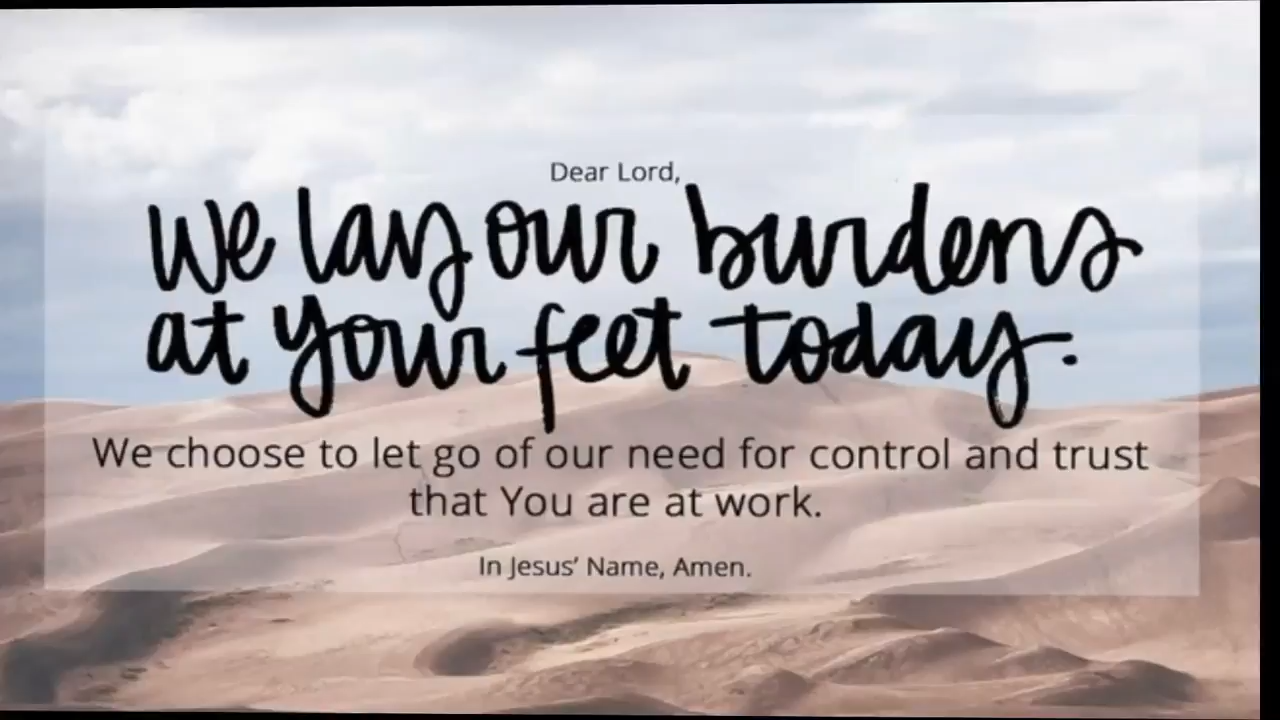 Dear Lord,
We lay our burdens
at your feet today.
We choose to let go of our need for control and trust
that You are at work.
In Jesus' Name, Amen.